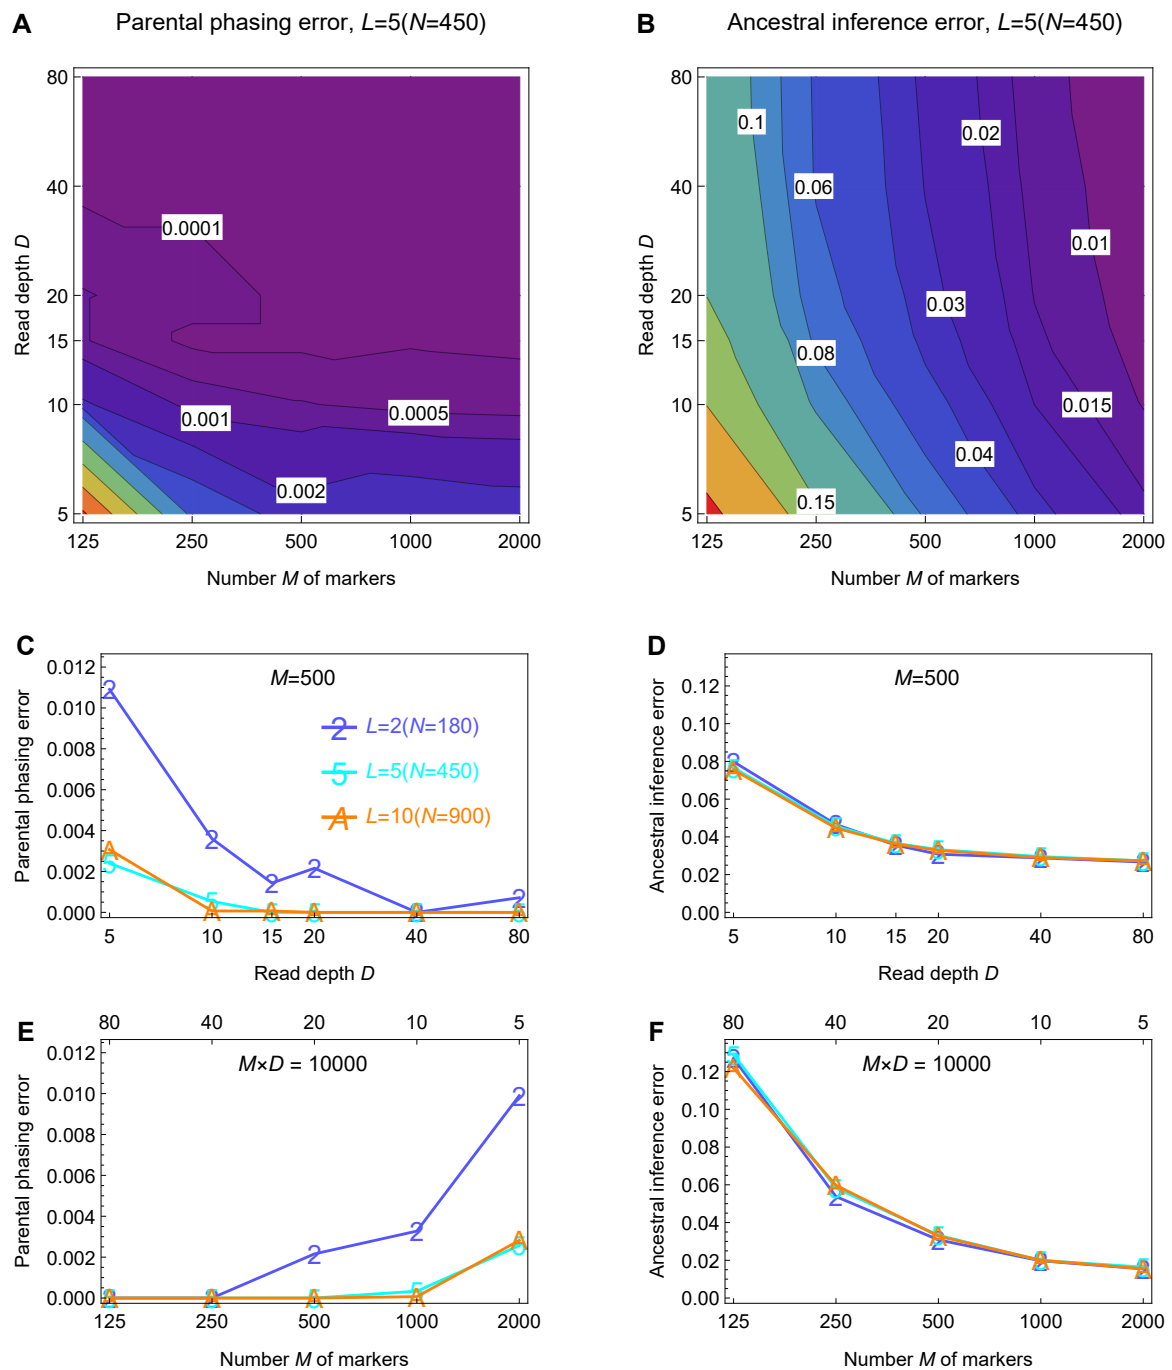 A
Parental phasing error, L=5(N=450)
80
40
20
15
10
5
Read depth D
0.0001
0.001
0.0005
0.002
125 250 500 1000 2000
Number M of markers
B
Ancestral inference error, L=5(N=450)
80
40
20
15
10
5
Read depth D
0.1
0.02
0.06
0.01
0.03
0.08
0.015
0.04
0.15
125 250 500 1000 2000
Number M of markers
C
M=500
0.012
0.010
0.008
0.006
0.004
0.002
0.000
Parental phasing error
2 L=2(N=180)
5 L=5(N=450)
A L=10(N=900)
5 10 15 20 40 80
Read depth D
D
M=500
0.12
0.10
0.08
0.06
0.04
0.02
0.00
Ancestral inference error
5 10 15 20 40 80
Read depth D
E
80 40 20 10 5
M×D = 10000
0.012
0.010
0.008
0.006
0.004
0.002
0.000
Parental phasing error
125 250 500 1000 2000
Number M of markers
F
80 40 20 10 5
M×D = 10000
0.12
0.10
0.08
0.06
0.04
0.02
0.00
Ancestral inference error
125 250 500 1000 2000
Number M of markers